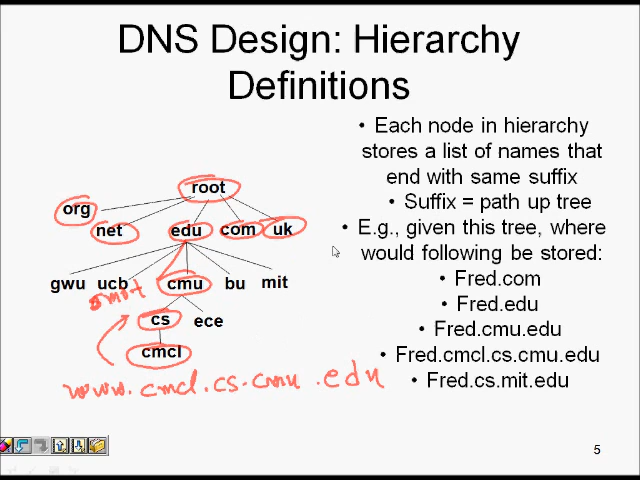 DNS Design: Hierarchy
Definitions
• Each node in hierarchy
stores a list of names that
end with same suffix
• Suffix = path up tree
• E.g., given this tree, where
would following be stored:
• Fred.com
• Fred.edu
• Fred.cmu.edu
• Fred.cmcl.cs.cmu.edu
• Fred.cs.mit.edu
root
org
net
edu
com
uk
gwu
ucb
cmu
bu
mit
cs
ece
cmcl
www.cmcl.cs.cmu.edu
5